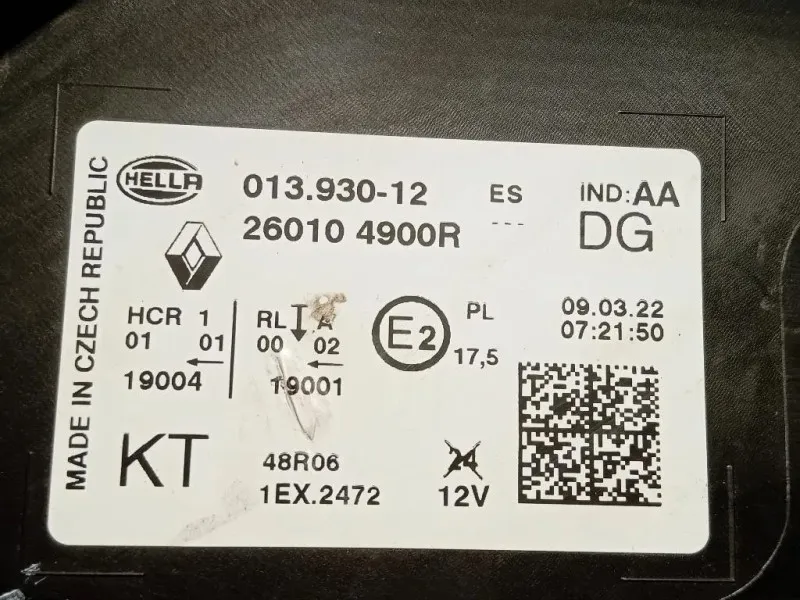 MADE IN CZECH REPUBLIC
HELLA 013.930-12 ES IND:AA
26010 4900R --- DG
HCR 1 RL A PL 09.03.22
01 01 00 02 E2 07:21:50
19004 19001 17,5
KT 48R06 24
1EX.2472 12V